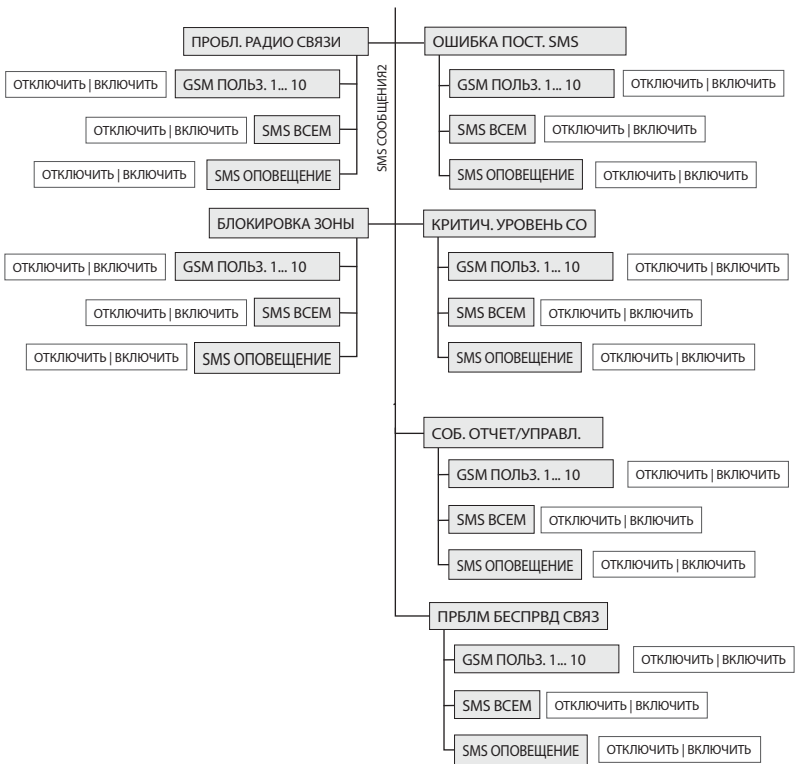 ПРОБЛ. РАДИО СВЯЗИ
ОТКЛЮЧИТЬ | ВКЛЮЧИТЬ
GSM ПОЛЬЗ. 1... 10
ОТКЛЮЧИТЬ | ВКЛЮЧИТЬ
SMS ВСЕМ
ОТКЛЮЧИТЬ | ВКЛЮЧИТЬ
SMS ОПОВЕЩЕНИЕ
БЛОКИРОВКА ЗОНЫ
ОТКЛЮЧИТЬ | ВКЛЮЧИТЬ
GSM ПОЛЬЗ. 1... 10
ОТКЛЮЧИТЬ | ВКЛЮЧИТЬ
SMS ВСЕМ
ОТКЛЮЧИТЬ | ВКЛЮЧИТЬ
SMS ОПОВЕЩЕНИЕ
SMS СООБЩЕНИЯ2
ОШИБКА ПОСТ. SMS
GSM ПОЛЬЗ. 1... 10
ОТКЛЮЧИТЬ | ВКЛЮЧИТЬ
SMS ВСЕМ
ОТКЛЮЧИТЬ | ВКЛЮЧИТЬ
SMS ОПОВЕЩЕНИЕ
ОТКЛЮЧИТЬ | ВКЛЮЧИТЬ
КРИТИЧ. УРОВЕНЬ CO
GSM ПОЛЬЗ. 1... 10
ОТКЛЮЧИТЬ | ВКЛЮЧИТЬ
SMS ВСЕМ
ОТКЛЮЧИТЬ | ВКЛЮЧИТЬ
SMS ОПОВЕЩЕНИЕ
ОТКЛЮЧИТЬ | ВКЛЮЧИТЬ
СОБ. ОТЧЕТ/УПРАВЛ.
GSM ПОЛЬЗ. 1... 10
ОТКЛЮЧИТЬ | ВКЛЮЧИТЬ
SMS ВСЕМ
ОТКЛЮЧИТЬ | ВКЛЮЧИТЬ
SMS ОПОВЕЩЕНИЕ
ОТКЛЮЧИТЬ | ВКЛЮЧИТЬ
ПРБЛМ БЕСПРВД СВЯЗ
GSM ПОЛЬЗ. 1... 10
ОТКЛЮЧИТЬ | ВКЛЮЧИТЬ
SMS ВСЕМ
ОТКЛЮЧИТЬ | ВКЛЮЧИТЬ
SMS ОПОВЕЩЕНИЕ
ОТКЛЮЧИТЬ | ВКЛЮЧИТЬ